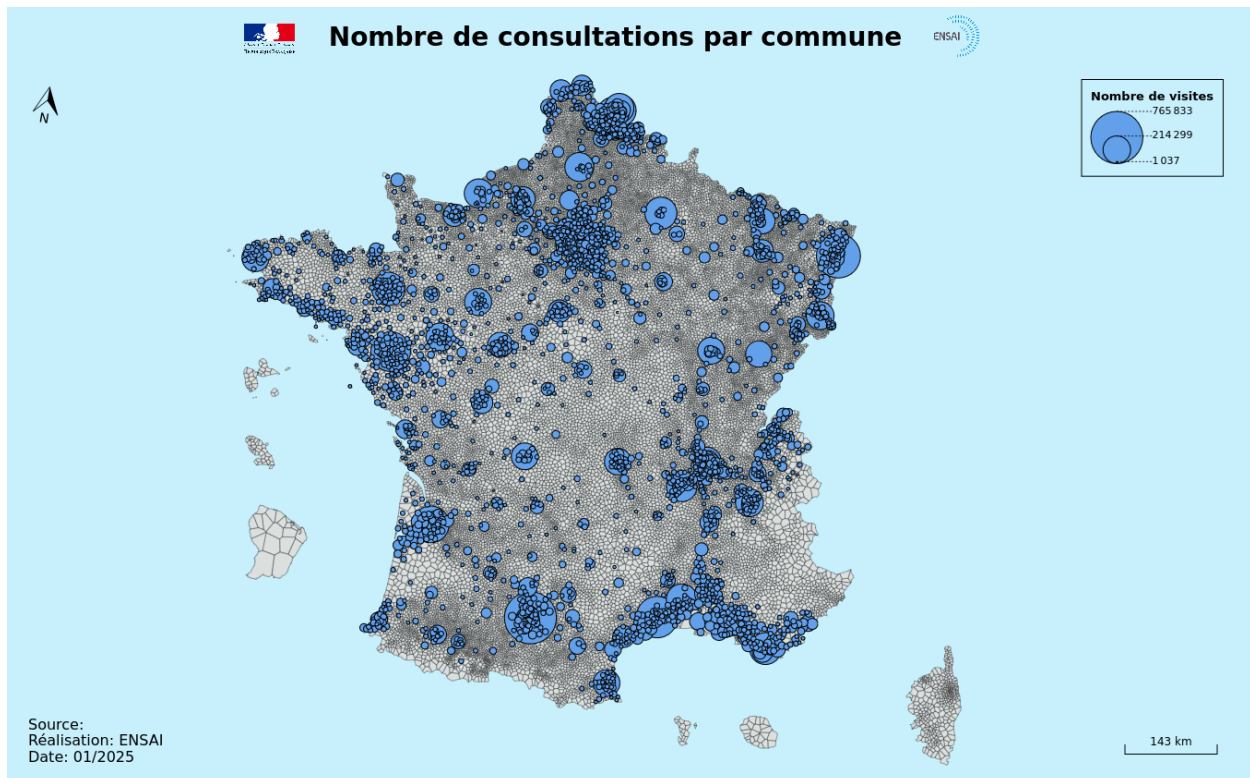 Nombre de consultations par commune
ENSAI
N
Nombre de visites
765 833
214 299
1 037
Source:
Réalisation: ENSAI
Date: 01/2025
143 km